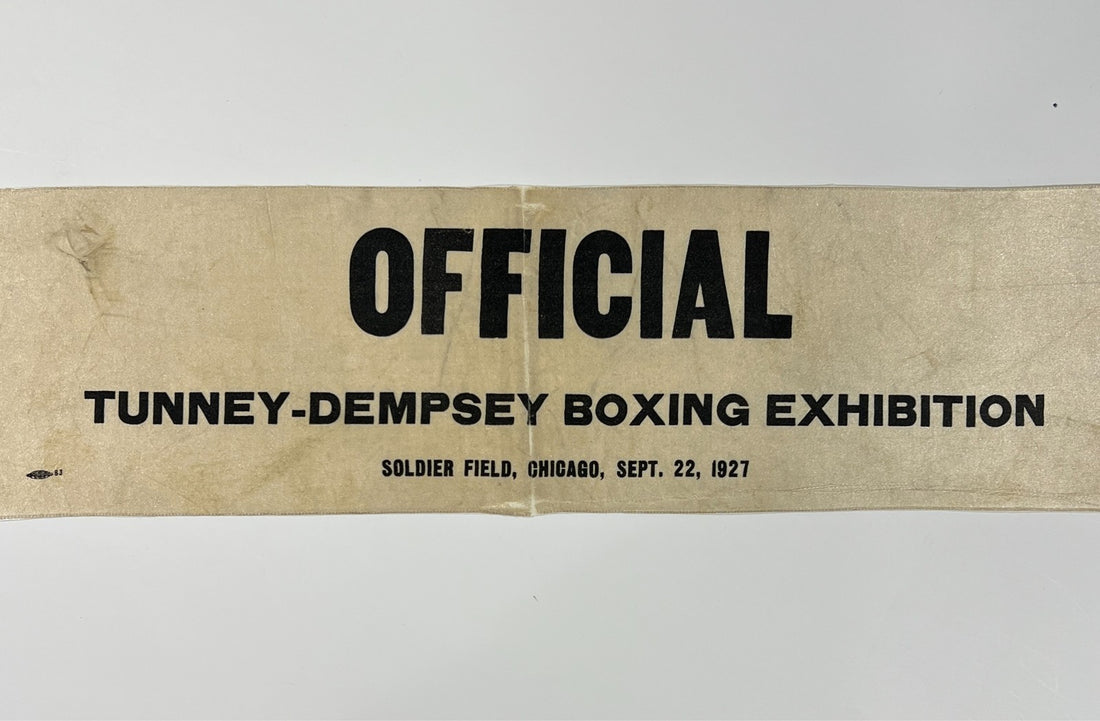 OFFICIAL
TUNNEY-DEMPSEY BOXING EXHIBITION
SOLDIER FIELD, CHICAGO, SEPT. 22, 1927